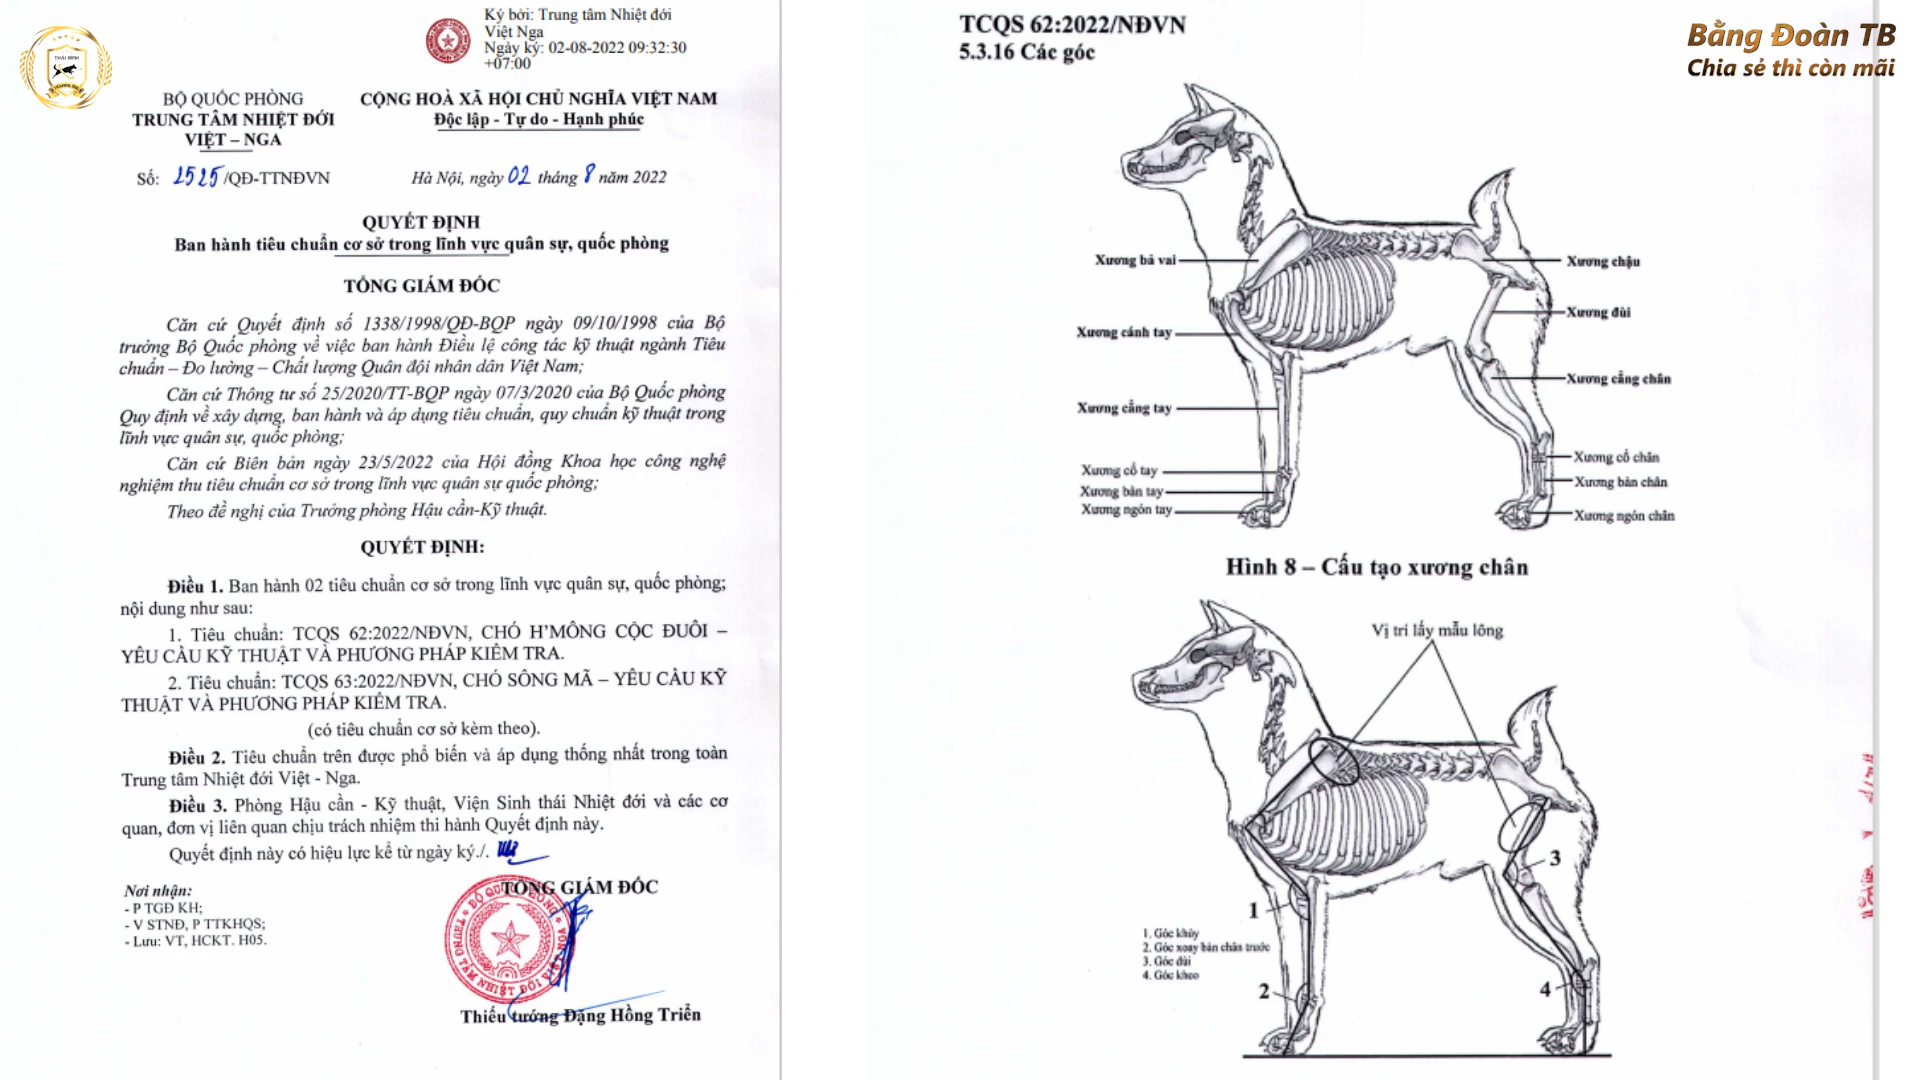 Ký bởi: Trung tâm Nhiệt đới
Việt Nga
Ngày ký: 02-08-2022 09:32:30
+07:00
THÁI BÌNH
BỘ QUỐC PHÒNG
TRUNG TÂM NHIỆT ĐỚI
VIỆT – NGA
CỘNG HOÀ XÃ HỘI CHỦ NGHĨA VIỆT NAM
Độc lập - Tự do - Hạnh phúc
Số: 2525/QĐ-TTNĐVN
Hà Nội, ngày 02 tháng 8 năm 2022
QUYẾT ĐỊNH
Ban hành tiêu chuẩn cơ sở trong lĩnh vực quân sự, quốc phòng
TỔNG GIÁM ĐỐC
Căn cứ Quyết định số 1338/1998/QĐ-BQP ngày 09/10/1998 của Bộ
trưởng Bộ Quốc phòng về việc ban hành Điều lệ công tác kỹ thuật ngành Tiêu
chuẩn – Đo lường – Chất lượng Quân đội nhân dân Việt Nam;
Căn cứ Thông tư số 25/2020/TT-BQP ngày 07/3/2020 của Bộ Quốc phòng
Quy định về xây dựng, ban hành và áp dụng tiêu chuẩn, quy chuẩn kỹ thuật trong
lĩnh vực quân sự, quốc phòng;
Căn cứ Biên bản ngày 23/5/2022 của Hội đồng Khoa học công nghệ
nghiệm thu tiêu chuẩn cơ sở trong lĩnh vực quân sự quốc phòng;
Theo đề nghị của Trưởng phòng Hậu cần-Kỹ thuật.
QUYẾT ĐỊNH:
Điều 1. Ban hành 02 tiêu chuẩn cơ sở trong lĩnh vực quân sự, quốc phòng;
nội dung như sau:
1. Tiêu chuẩn: TCQS 62:2022/NĐVN, CHÓ H'MÔNG CỘC ĐUÔI –
YÊU CẦU KỸ THUẬT VÀ PHƯƠNG PHÁP KIỂM TRA.
2. Tiêu chuẩn: TCQS 63:2022/NĐVN, CHÓ SÔNG MÃ – YÊU CẦU KỸ
THUẬT VÀ PHƯƠNG PHÁP KIỂM TRA.
(có tiêu chuẩn cơ sở kèm theo).
Điều 2. Tiêu chuẩn trên được phổ biến và áp dụng thống nhất trong toàn
Trung tâm Nhiệt đới Việt - Nga.
Điều 3. Phòng Hậu cần - Kỹ thuật, Viện Sinh thái Nhiệt đới và các cơ
quan, đơn vị liên quan chịu trách nhiệm thi hành Quyết định này.
Quyết định này có hiệu lực kể từ ngày ký./.
Nơi nhận:
- P TGĐ KH;
- V STNĐ, P TTKHQS;
- Lưu: VT, HCKT. H05.
TỔNG GIÁM ĐỐC
BỘ QUỐC PHÒNG
TRUNG TÂM NHIỆT ĐỚI VIỆT NGA
Thiếu tướng Đặng Hồng Triển
TCQS 62:2022/NĐVN
5.3.16 Các góc
Bằng Đoàn TB
Chia sẻ thì còn mãi
Xương bả vai
Xương cánh tay
Xương cẳng tay
Xương cổ tay
Xương bàn tay
Xương ngón tay
Xương chậu
Xương đùi
Xương cẳng chân
Xương cổ chân
Xương bàn chân
Xương ngón chân
Hình 8 – Cấu tạo xương chân
Vị trí lấy mẫu lông
1
2
3
4
1. Góc khủy
2. Góc xoay bàn chân trước
3. Góc đùi
4. Góc kheo